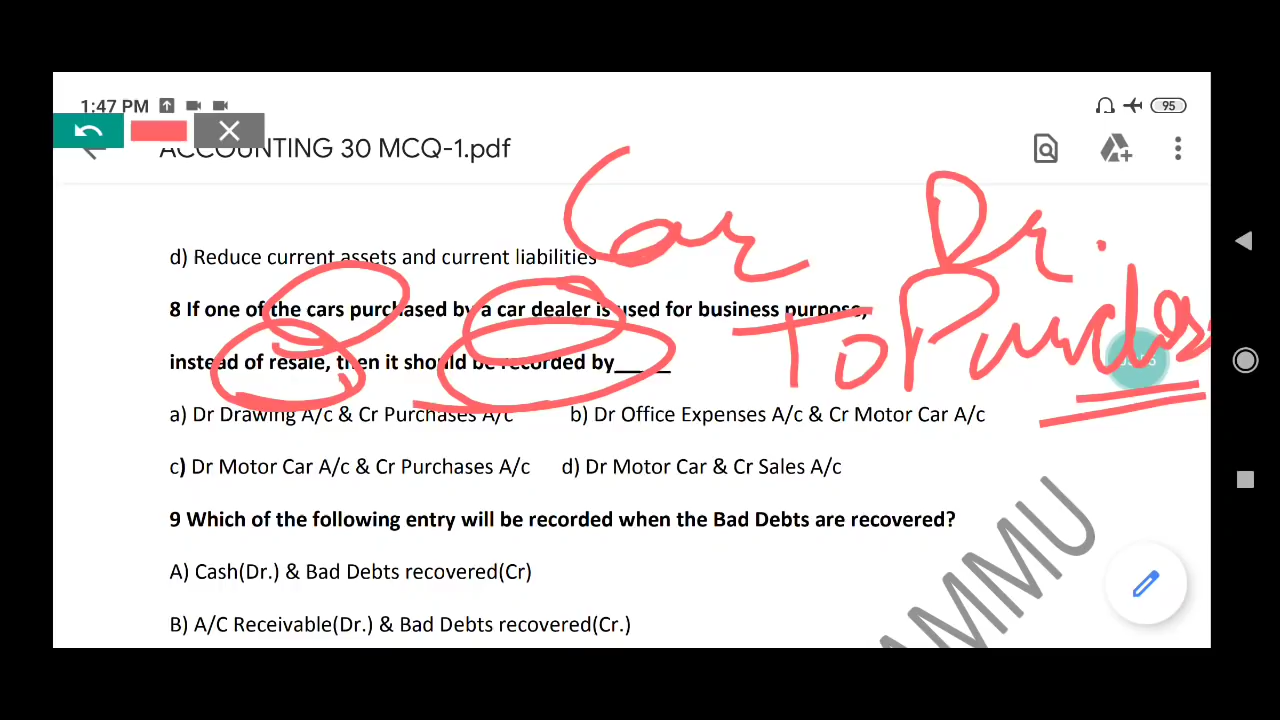 1:47 PM
95
ACCOUNTING 30 MCQ-1.pdf
Car Dr.
d) Reduce current assets and current liabilities
8 If one of the cars purchased by a car dealer is used for business purpose,
To Purchas
instead of resale, then it should be recorded by_____
a) Dr Drawing A/c & Cr Purchases A/c b) Dr Office Expenses A/c & Cr Motor Car A/c
c) Dr Motor Car A/c & Cr Purchases A/c d) Dr Motor Car & Cr Sales A/c
9 Which of the following entry will be recorded when the Bad Debts are recovered?
A) Cash(Dr.) & Bad Debts recovered(Cr)
B) A/C Receivable(Dr.) & Bad Debts recovered(Cr.)
AMMU